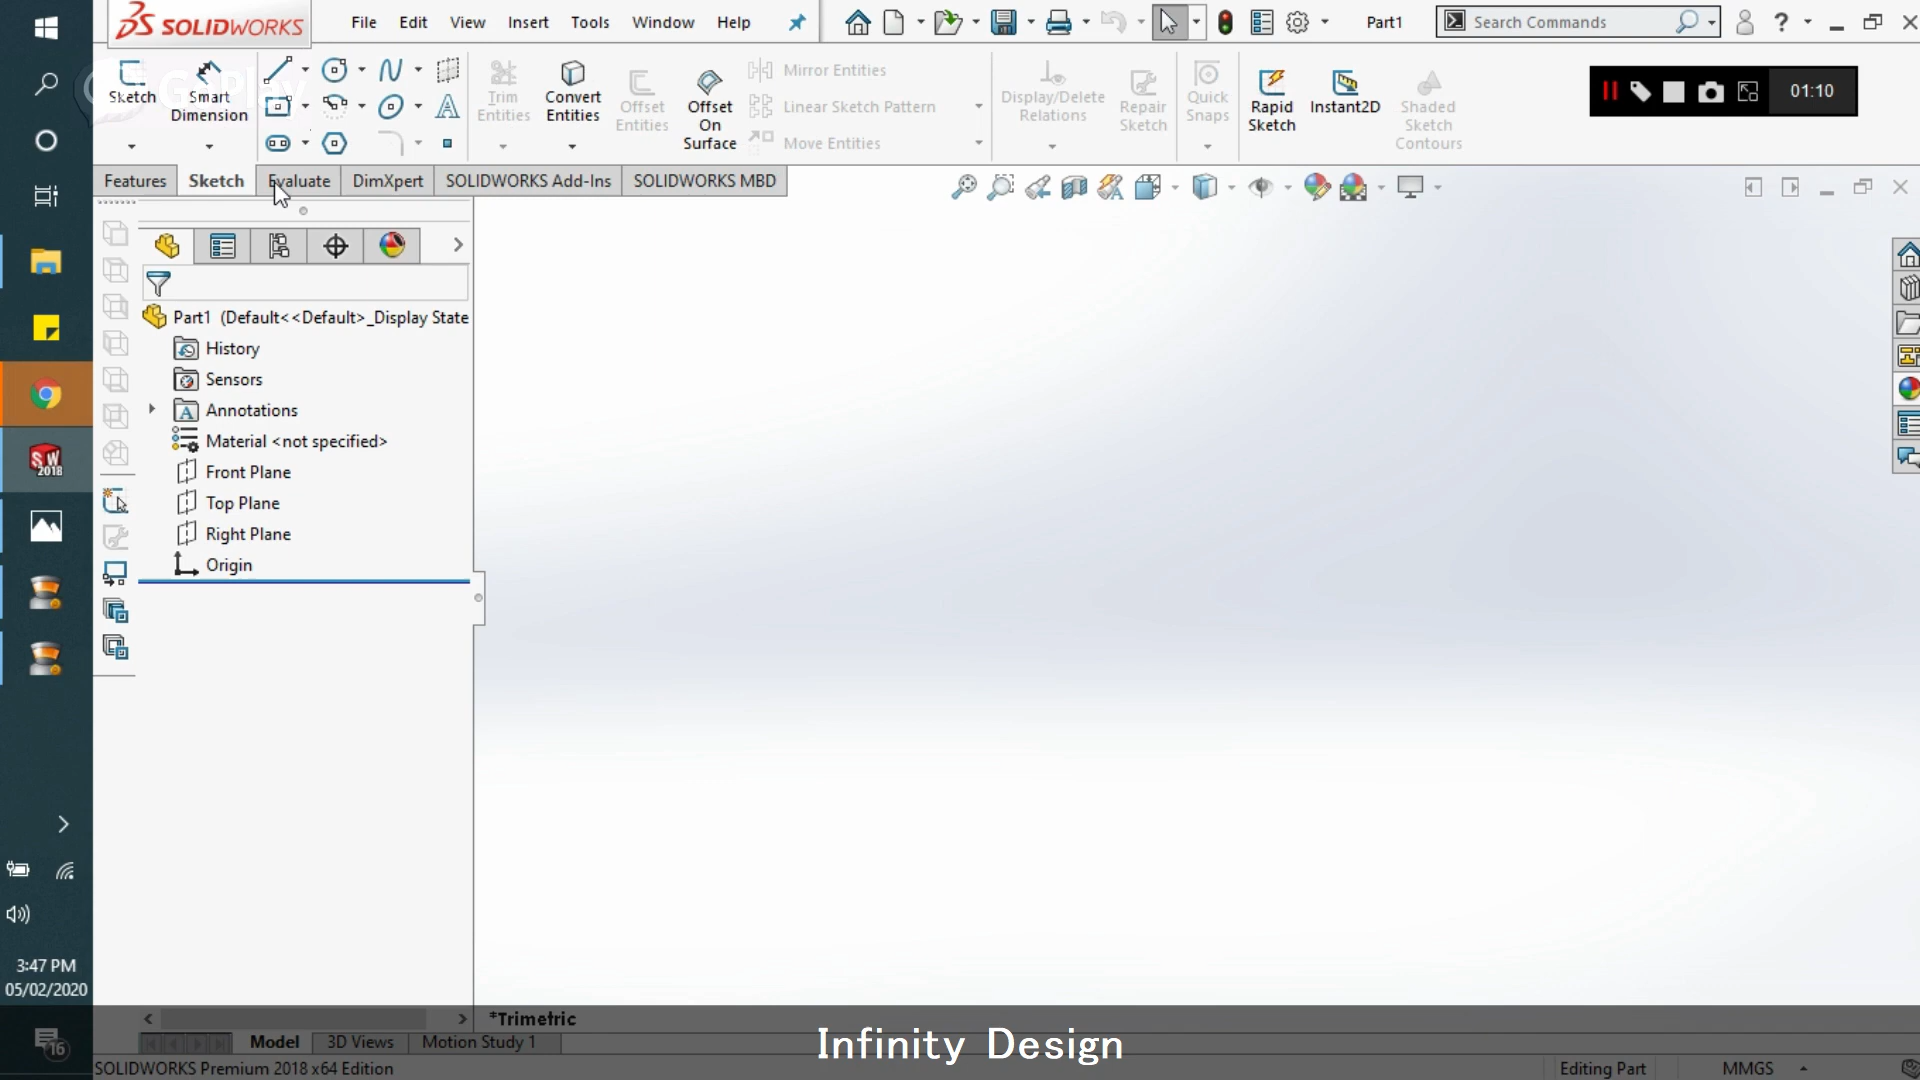 SOLIDWORKS
File Edit View Insert Tools Window Help
Part1
Search Commands
Sketch
Smart
Dimension
Trim
Entities
Convert
Entities
Offset
Entities
Offset
On
Surface
Mirror Entities
Linear Sketch Pattern
Move Entities
Display/Delete
Relations
Repair
Sketch
Quick
Snaps
Rapid
Sketch
Instant2D
Shaded
Sketch
Contours
01:10
Features Sketch Evaluate DimXpert SOLIDWORKS Add-Ins SOLIDWORKS MBD
Part1 (Default<<Default>_Display State
History
Sensors
Annotations
Material <not specified>
Front Plane
Top Plane
Right Plane
Origin
SW
2018
3:47 PM
05/02/2020
16
*Trimetric
Model 3D Views Motion Study 1
Infinity Design
SOLIDWORKS Premium 2018 x64 Edition
Editing Part
MMGS